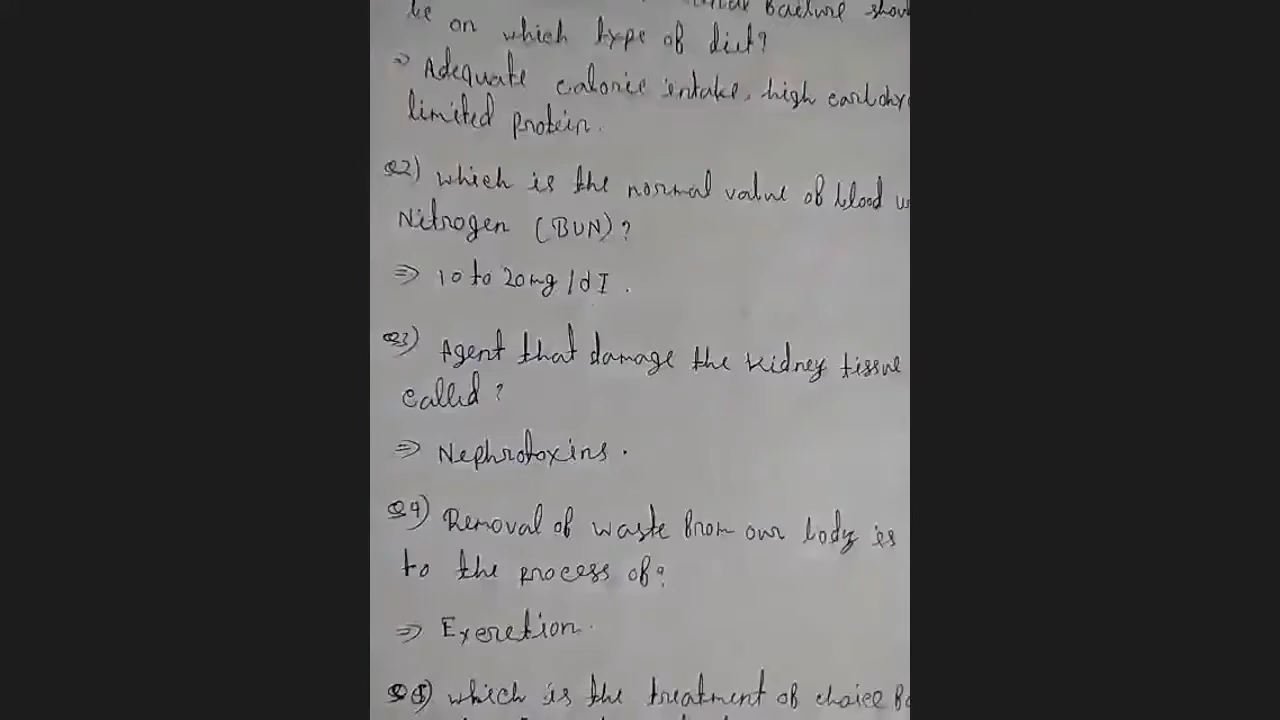 be on which type of diet?
⇒ Adequate calorie intake, high carbohy
limited protein.
Q2) which is the normal value of blood u
Nitrogen (BUN)?
⇒ 10 to 20mg/dI.
Q3) Agent that damage the kidney tissue
called?
⇒ Nephrotoxins.
Q4) Removal of waste from our body is
to the process of?
⇒ Excretion.
Q5) which is the treatment of choice fo